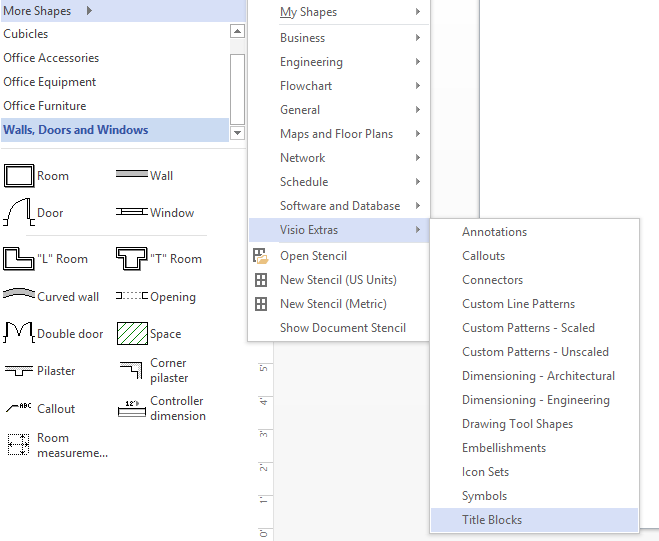 More Shapes
Cubicles
Office Accessories
Office Equipment
Office Furniture
Walls, Doors and Windows
Room
Wall
Door
Window
"L" Room
"T" Room
Curved wall
Opening
Double door
Space
Pilaster
Corner
pilaster
Callout
ABC
12'0
Controller
dimension
Room
measureme...
My Shapes
Business
Engineering
Flowchart
General
Maps and Floor Plans
Network
Schedule
Software and Database
Visio Extras
Open Stencil
New Stencil (US Units)
New Stencil (Metric)
Show Document Stencil
5'
4'
3'
2'
1'
0'
Annotations
Callouts
Connectors
Custom Line Patterns
Custom Patterns - Scaled
Custom Patterns - Unscaled
Dimensioning - Architectural
Dimensioning - Engineering
Drawing Tool Shapes
Embellishments
Icon Sets
Symbols
Title Blocks